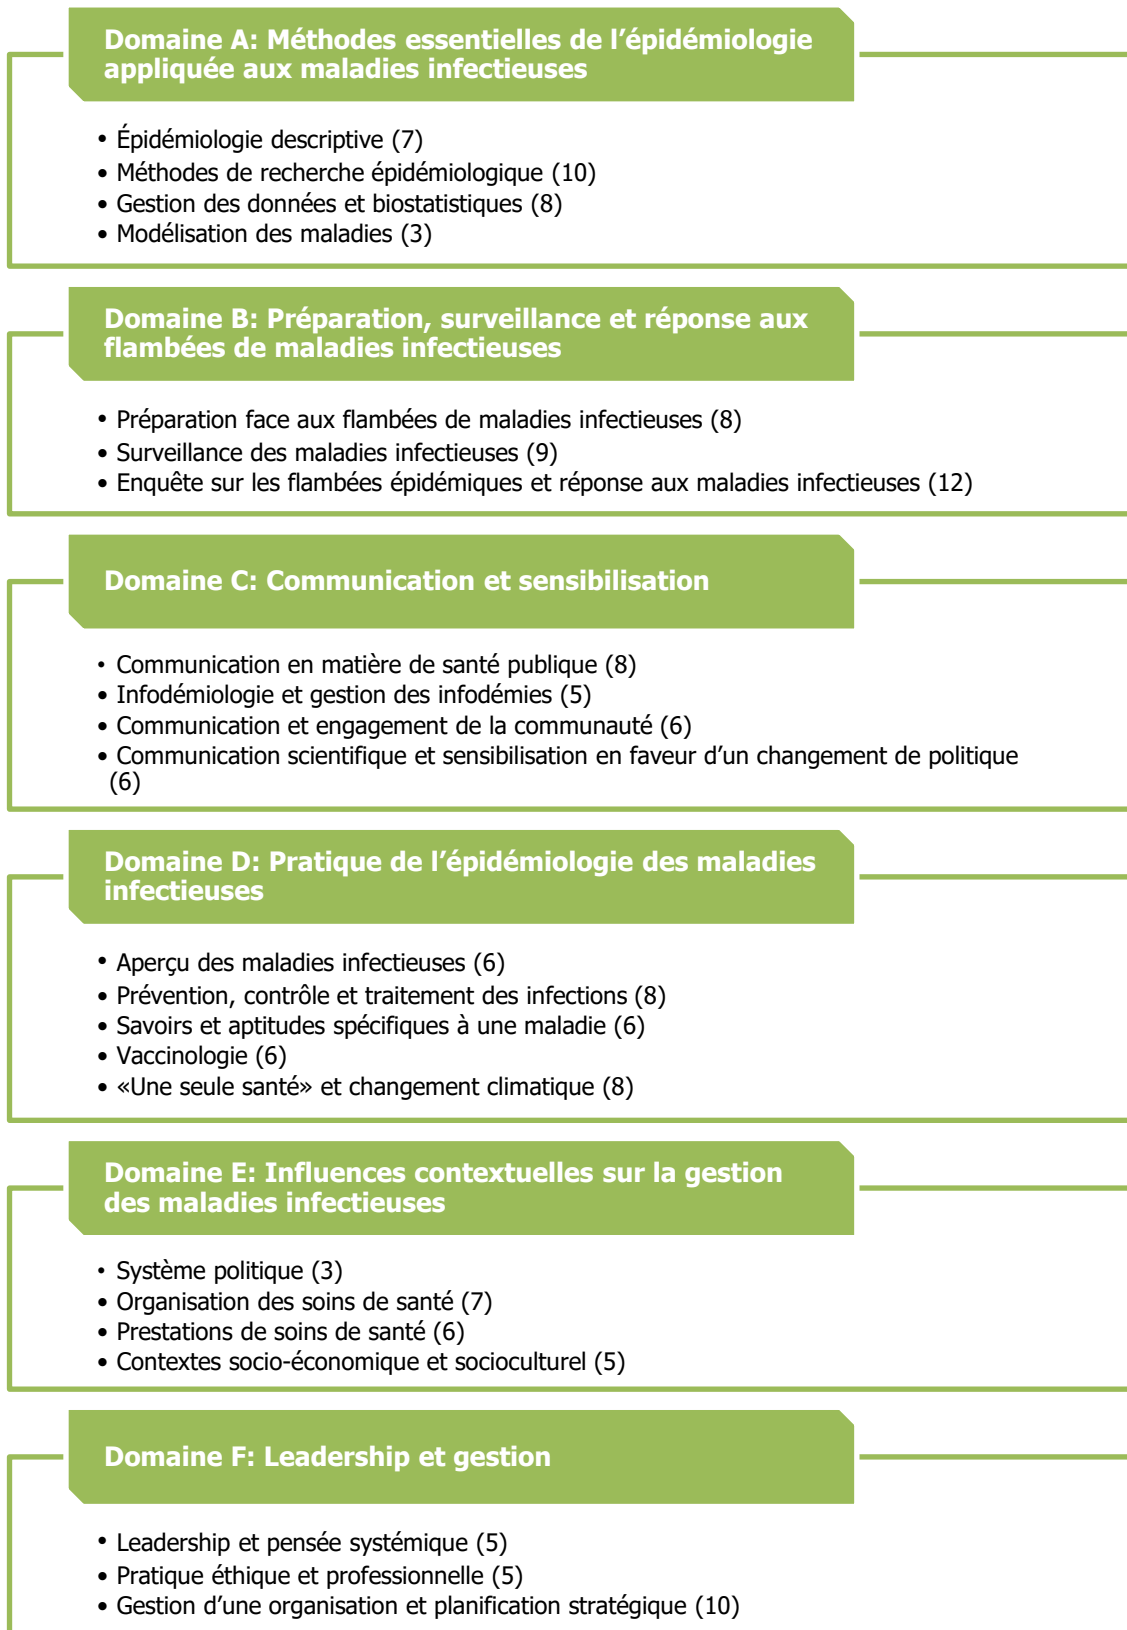 Domaine A: Méthodes essentielles de l’épidémiologie
appliquée aux maladies infectieuses
• Épidémiologie descriptive (7)
• Méthodes de recherche épidémiologique (10)
• Gestion des données et biostatistiques (8)
• Modélisation des maladies (3)
Domaine B: Préparation, surveillance et réponse aux
flambées de maladies infectieuses
• Préparation face aux flambées de maladies infectieuses (8)
• Surveillance des maladies infectieuses (9)
• Enquête sur les flambées épidémiques et réponse aux maladies infectieuses (12)
Domaine C: Communication et sensibilisation
• Communication en matière de santé publique (8)
• Infodémiologie et gestion des infodémies (5)
• Communication et engagement de la communauté (6)
• Communication scientifique et sensibilisation en faveur d’un changement de politique
(6)
Domaine D: Pratique de l’épidémiologie des maladies
infectieuses
• Aperçu des maladies infectieuses (6)
• Prévention, contrôle et traitement des infections (8)
• Savoirs et aptitudes spécifiques à une maladie (6)
• Vaccinologie (6)
• «Une seule santé» et changement climatique (8)
Domaine E: Influences contextuelles sur la gestion
des maladies infectieuses
• Système politique (3)
• Organisation des soins de santé (7)
• Prestations de soins de santé (6)
• Contextes socio-économique et socioculturel (5)
Domaine F: Leadership et gestion
• Leadership et pensée systémique (5)
• Pratique éthique et professionnelle (5)
• Gestion d’une organisation et planification stratégique (10)